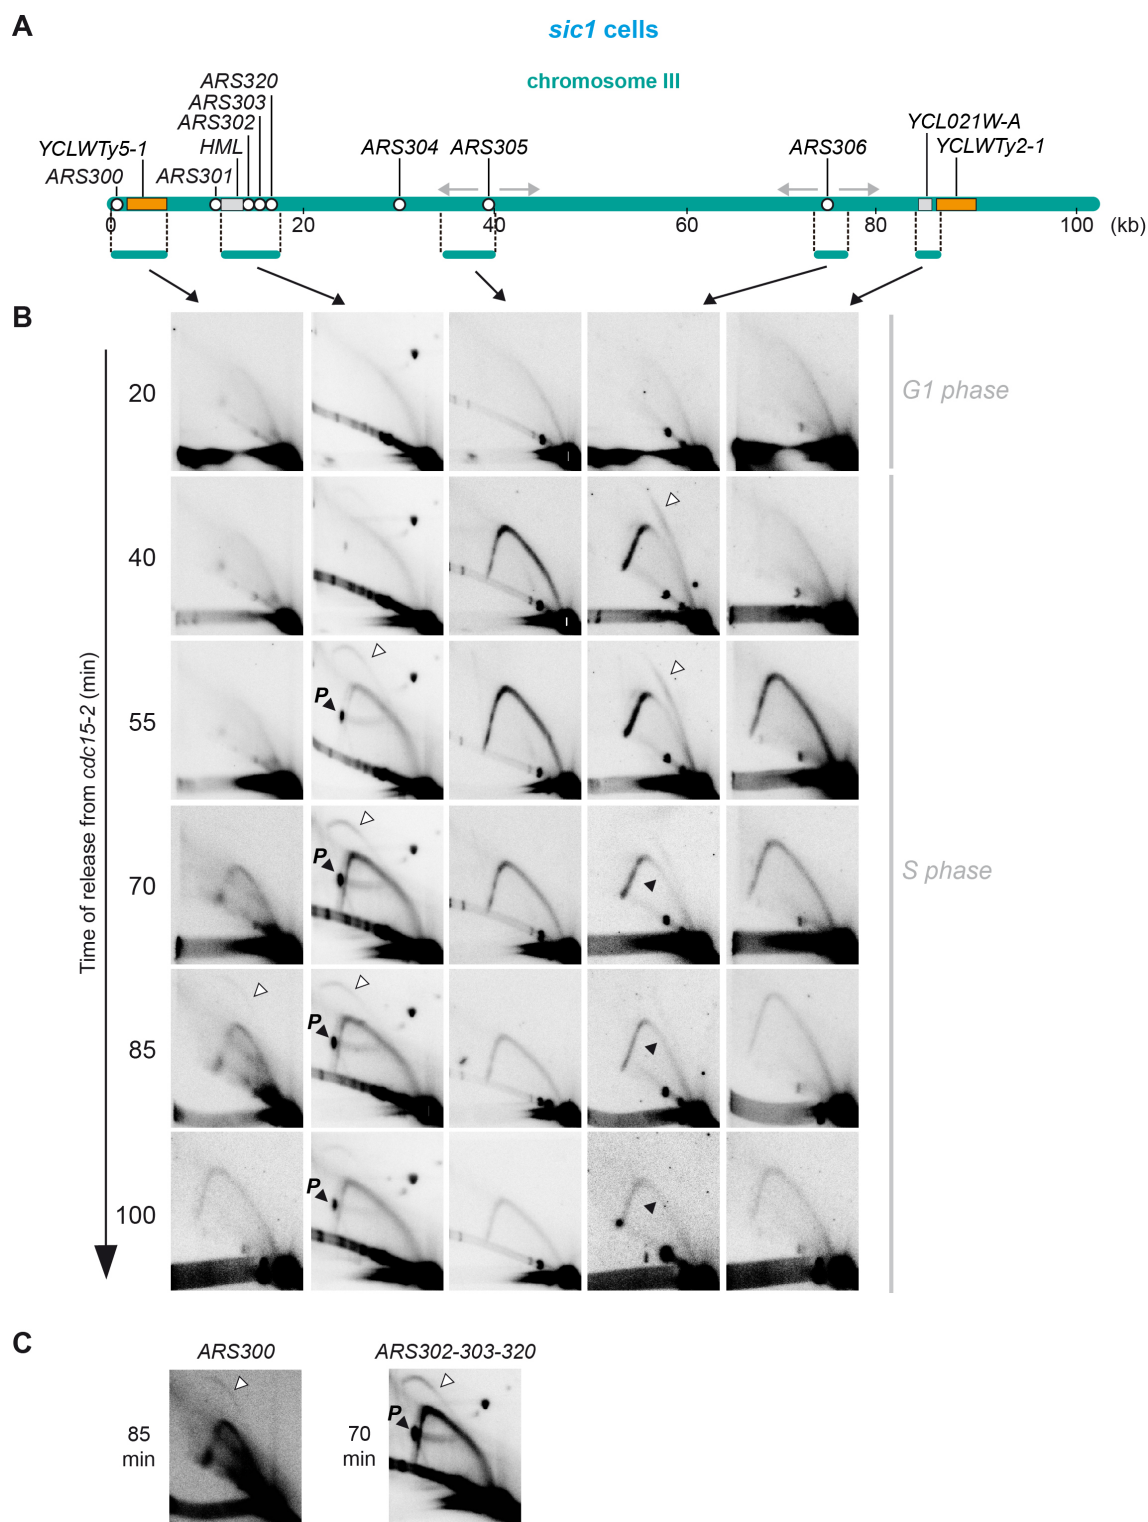 A
sic1 cells
chromosome III
ARS320
ARS303
ARS302
HML
YCLWTy5-1
ARS300
ARS301
ARS304
ARS305
ARS306
YCL021W-A
YCLWTy2-1
0
20
40
60
80
100
(kb)
B
Time of release from cdc15-2 (min)
20
G1 phase
40
55
P
70
P
S phase
85
P
100
P
C
ARS300
ARS302-303-320
85
min
70
min
P